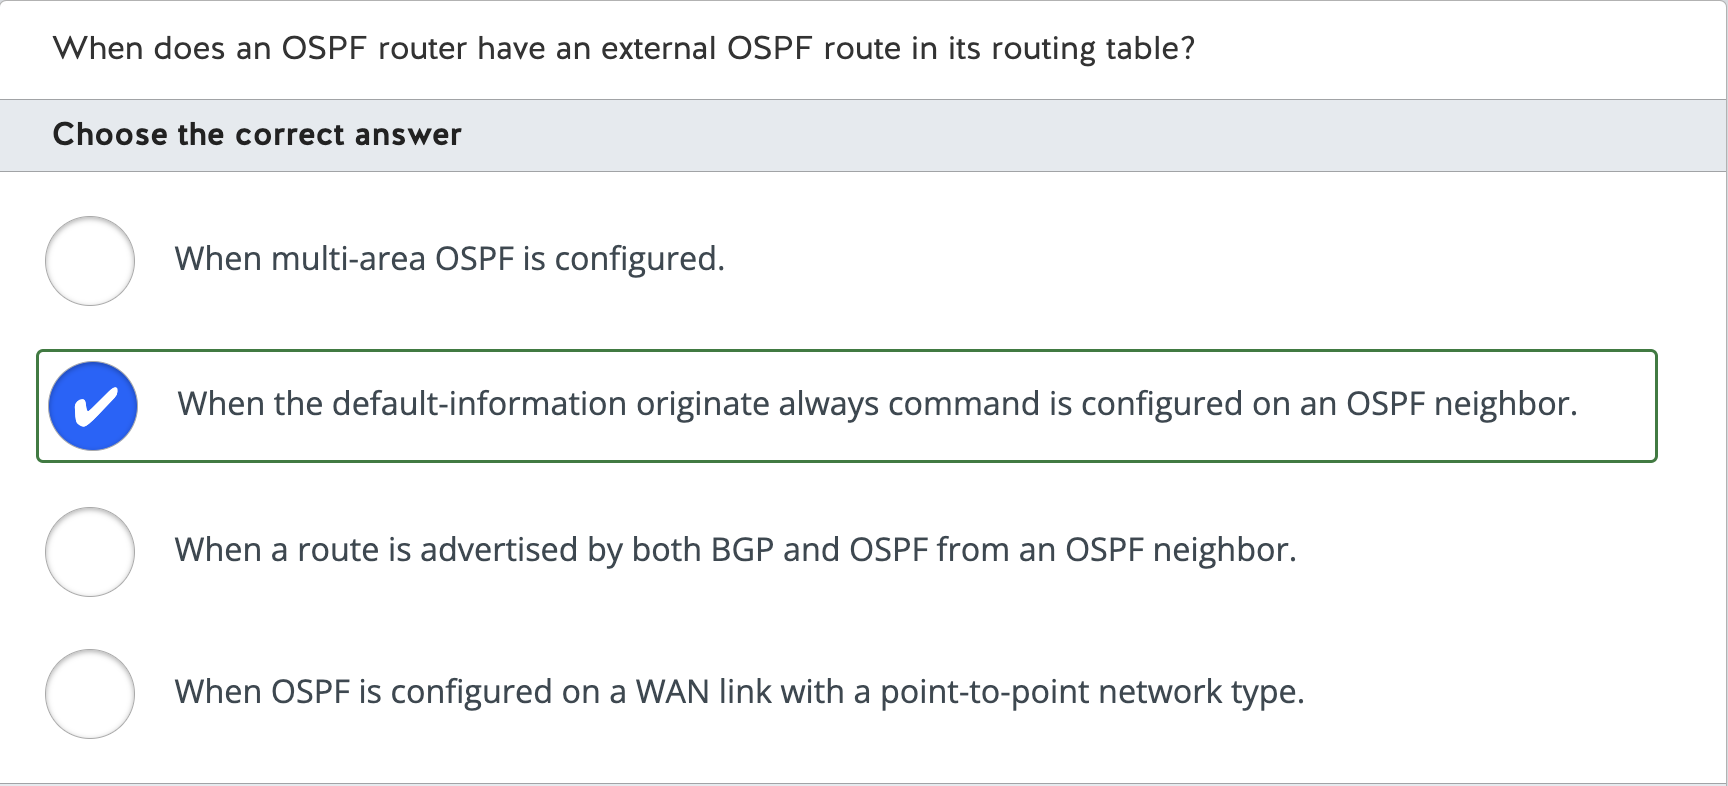 When does an OSPF router have an external OSPF route in its routing table?
Choose the correct answer
When multi-area OSPF is configured.
When the default-information originate always command is configured on an OSPF neighbor.
When a route is advertised by both BGP and OSPF from an OSPF neighbor.
When OSPF is configured on a WAN link with a point-to-point network type.